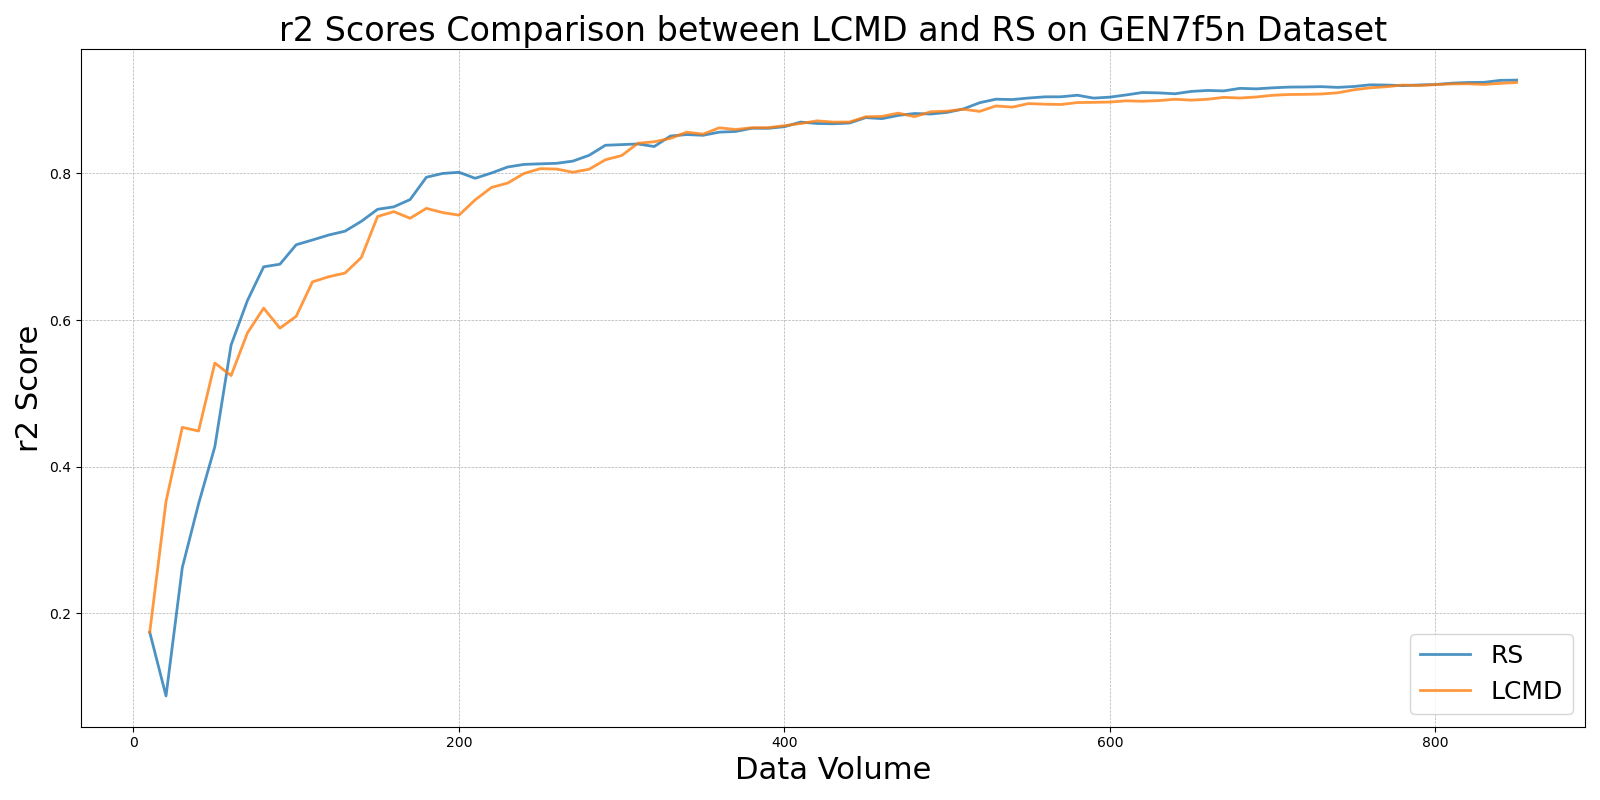 r2 Scores Comparison between LCMD and RS on GEN7f5n Dataset
r2 Score
0.8
0.6
0.4
0.2
0
200
400
600
800
Data Volume
RS
LCMD